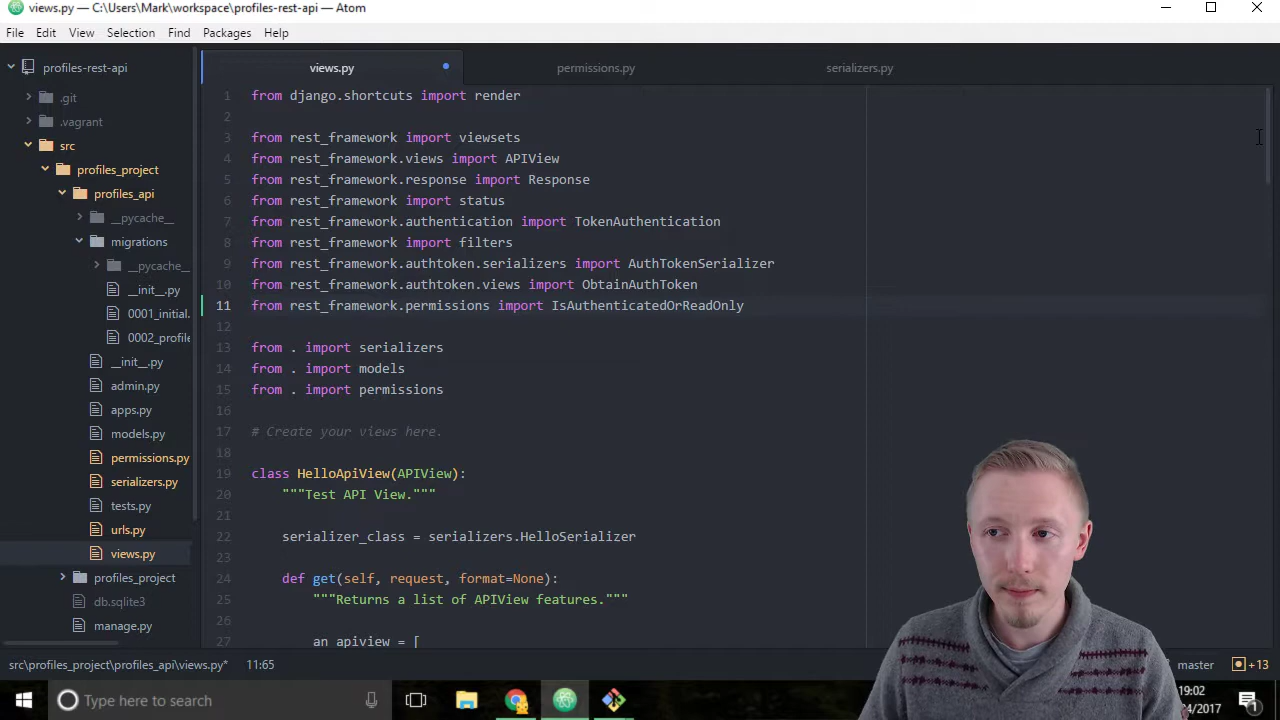 views.py — C:\Users\Mark\workspace\profiles-rest-api — Atom
File Edit View Selection Find Packages Help
profiles-rest-api
.git
.vagrant
src
profiles_project
profiles_api
__pycache__
migrations
__pycache__
__init__.py
0001_initial.
0002_profile
__init__.py
admin.py
apps.py
models.py
permissions.py
serializers.py
tests.py
urls.py
views.py
profiles_project
db.sqlite3
manage.py
views.py permissions.py serializers.py
1 from django.shortcuts import render
2
3 from rest_framework import viewsets
4 from rest_framework.views import APIView
5 from rest_framework.response import Response
6 from rest_framework import status
7 from rest_framework.authentication import TokenAuthentication
8 from rest_framework import filters
9 from rest_framework.authtoken.serializers import AuthTokenSerializer
10 from rest_framework.authtoken.views import ObtainAuthToken
11 from rest_framework.permissions import IsAuthenticatedOrReadOnly
12
13 from . import serializers
14 from . import models
15 from . import permissions
16
17 # Create your views here.
18
19 class HelloApiView(APIView):
20 """Test API View."""
21
22 serializer_class = serializers.HelloSerializer
23
24 def get(self, request, format=None):
25 """Returns a list of APIView features."""
27 an_apiview = [
src\profiles_project\profiles_api\views.py* 11:65 master +13
Type here to search
19:02
/2017
1